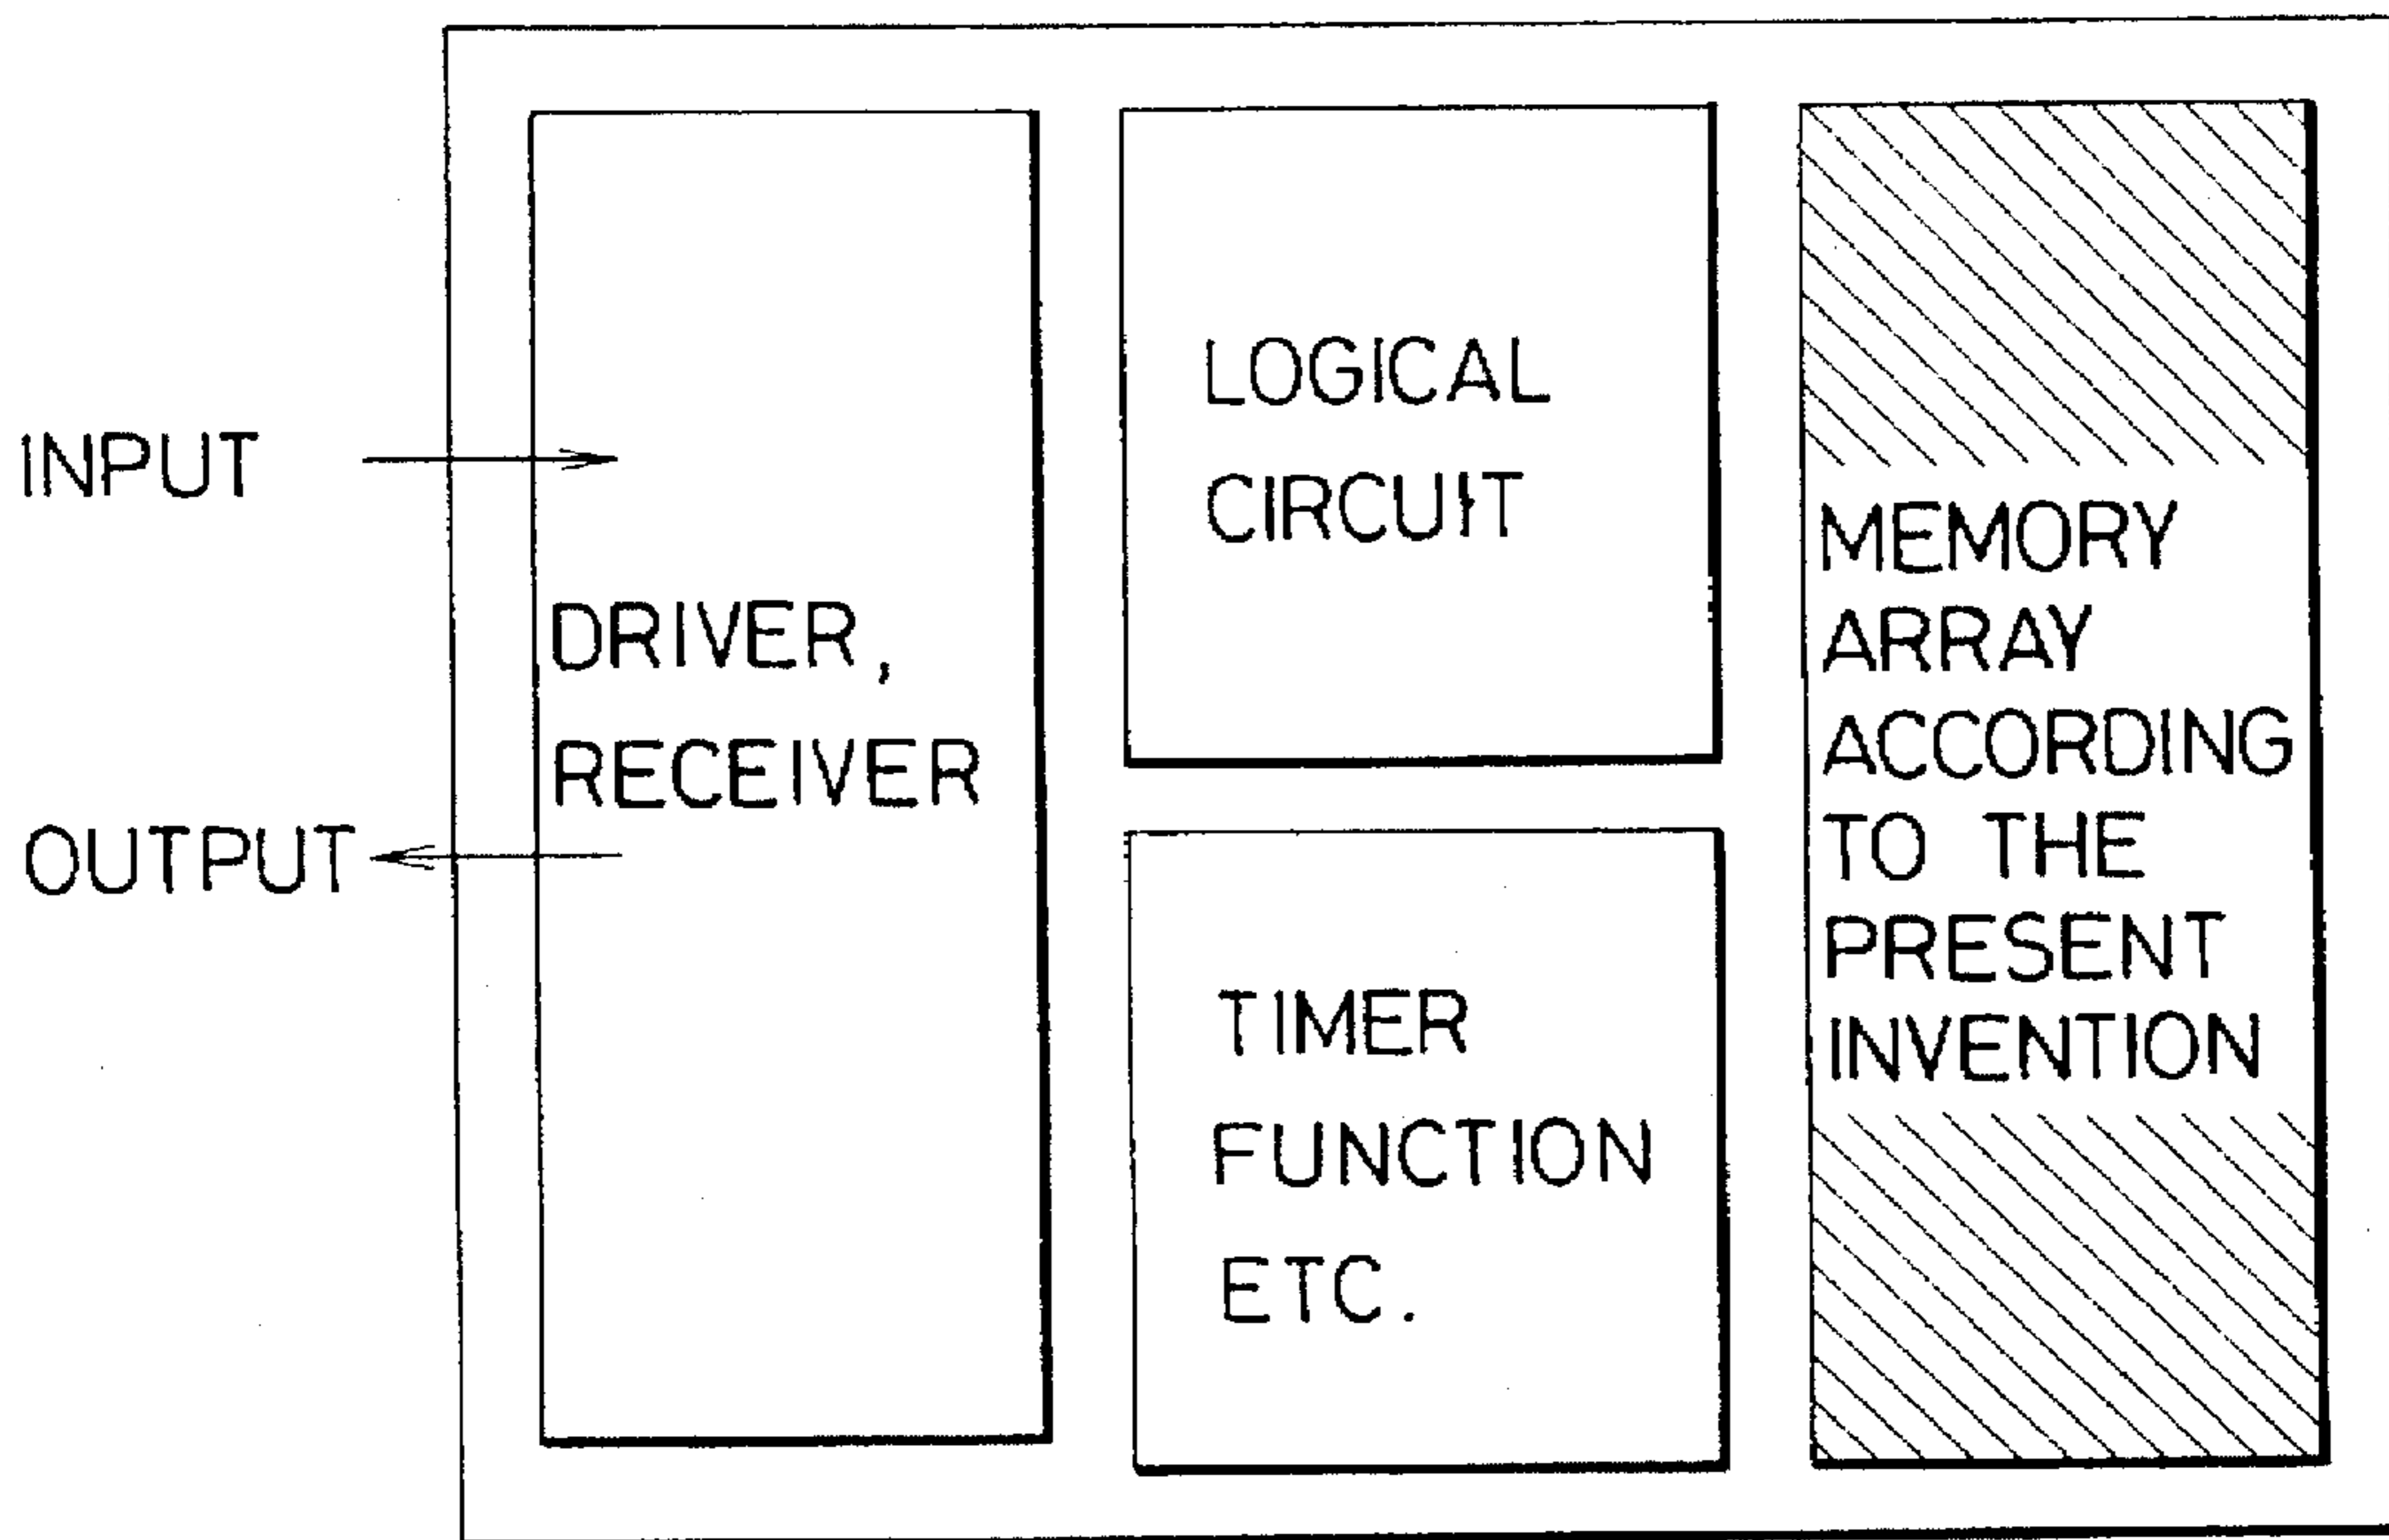 INPUT
OUTPUT
DRIVER,
RECEIVER
LOGICAL
CIRCUIT
TIMER
FUNCTION
ETC.
MEMORY
ARRAY
ACCORDING
TO THE
PRESENT
INVENTION